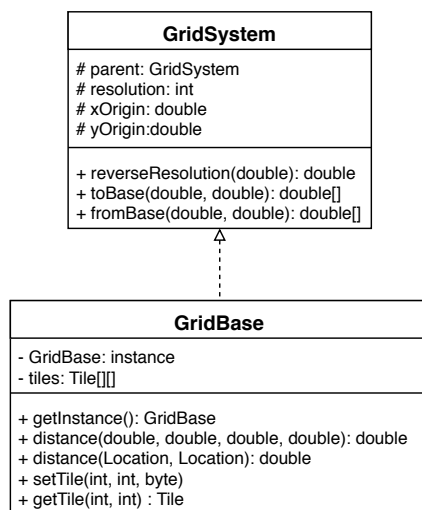 GridSystem
# parent: GridSystem
# resolution: int
# xOrigin: double
# yOrigin:double
+ reverseResolution(double): double
+ toBase(double, double): double[]
+ fromBase(double, double): double[]
GridBase
- GridBase: instance
- tiles: Tile[][]
+ getInstance(): GridBase
+ distance(double, double, double, double): double
+ distance(Location, Location): double
+ setTile(int, int, byte)
+ getTile(int, int) : Tile